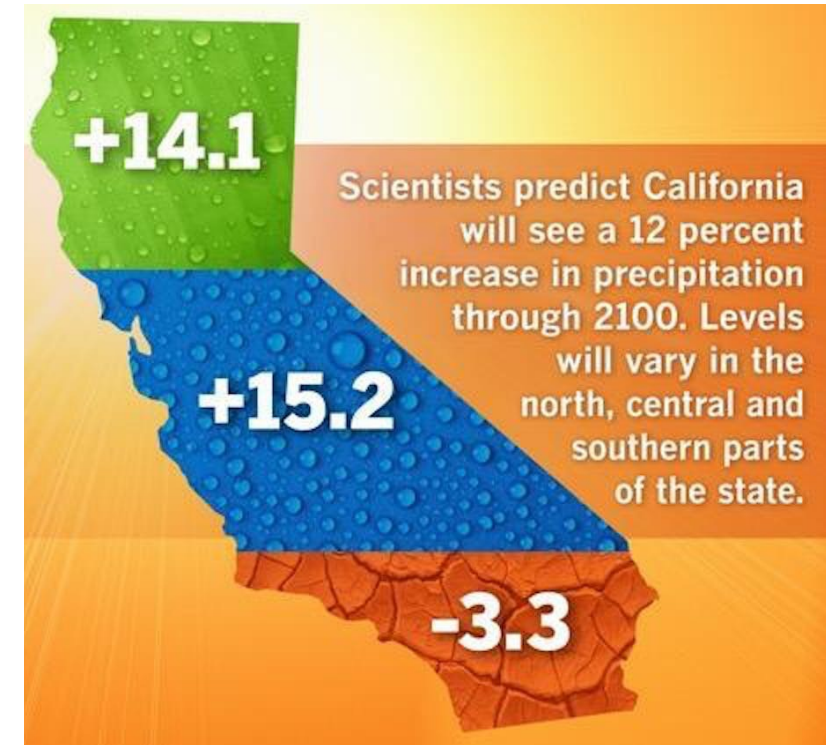 +14.1
Scientists predict California
will see a 12 percent
increase in precipitation
through 2100. Levels
will vary in the
north, central and
southern parts
of the state.
+15.2
-3.3